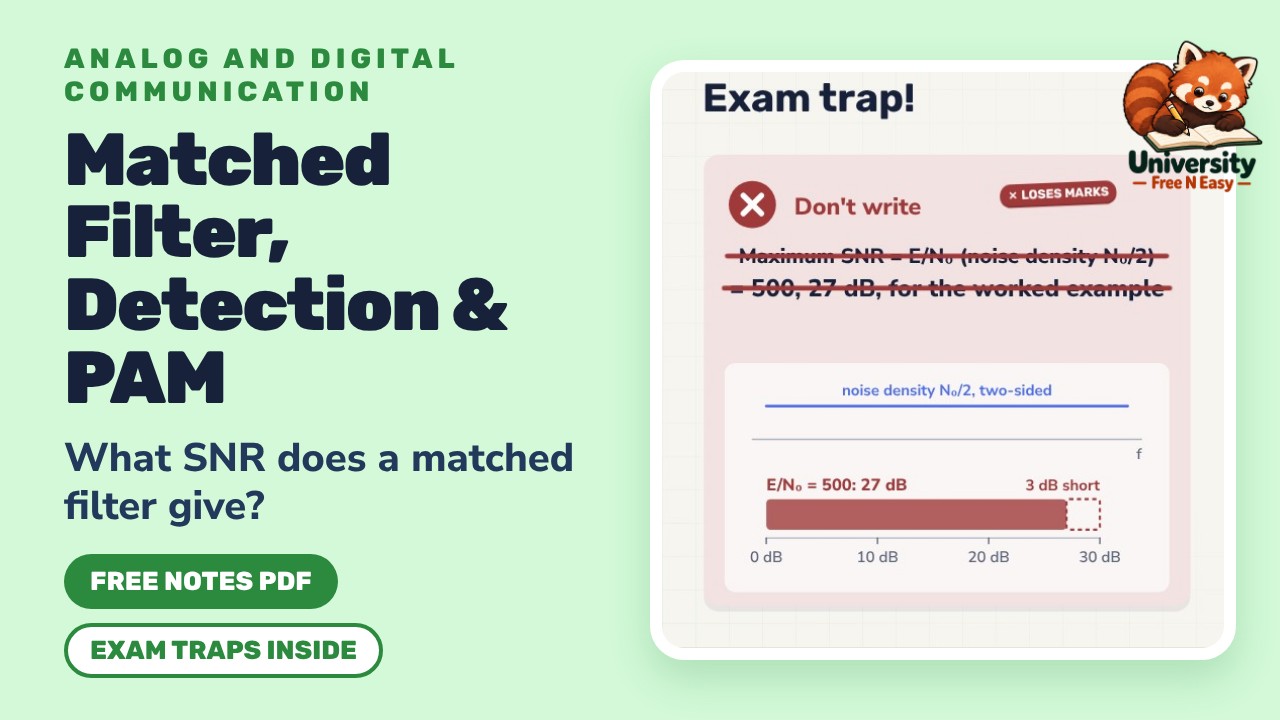 ANALOG AND DIGITAL
COMMUNICATION
Matched
Filter,
Detection &
PAM
What SNR does a matched
filter give?
FREE NOTES PDF
EXAM TRAPS INSIDE
Exam trap!
Don't write
× LOSES MARKS
Maximum SNR = E/N₀ (noise density N₀/2)
= 500, 27 dB, for the worked example
noise density N₀/2, two-sided
f
E/N₀ = 500: 27 dB
3 dB short
0 dB
10 dB
20 dB
30 dB
University
Free N Easy